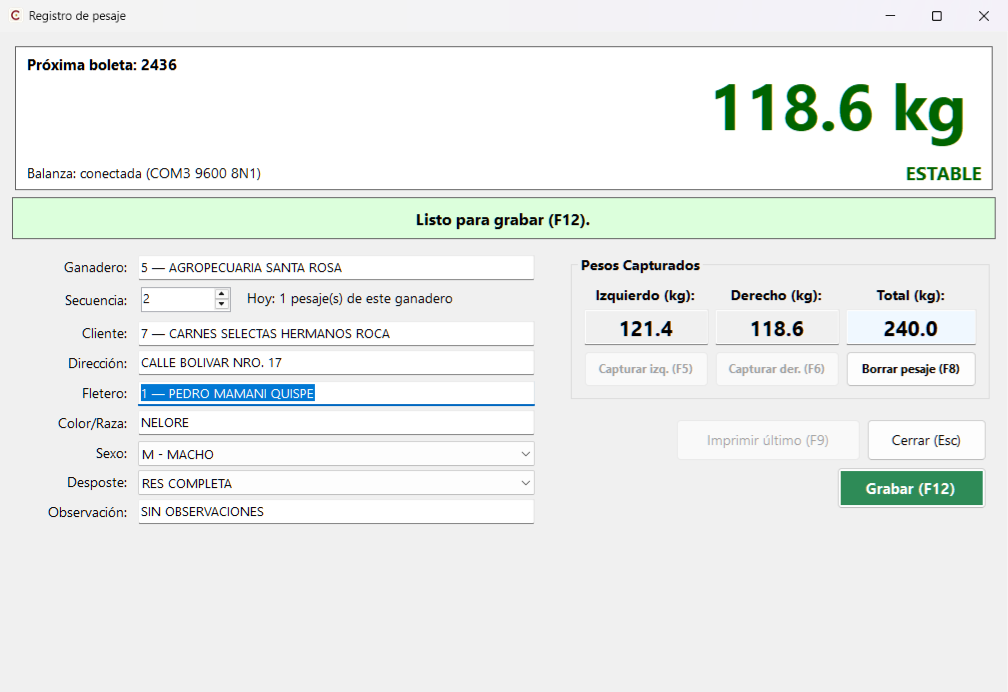 Registro de pesaje
Próxima boleta: 2436
118.6 kg
Balanza: conectada (COM3 9600 8N1)
ESTABLE
Listo para grabar (F12).
Ganadero: 5 — AGROPECUARIA SANTA ROSA
Secuencia: 2 Hoy: 1 pesaje(s) de este ganadero
Cliente: 7 — CARNES SELECTAS HERMANOS ROCA
Dirección: CALLE BOLIVAR NRO. 17
Fletero: 1 — PEDRO MAMANI QUISPE
Color/Raza: NELORE
Sexo: M - MACHO
Desposte: RES COMPLETA
Observación: SIN OBSERVACIONES
Pesos Capturados
Izquierdo (kg): Derecho (kg): Total (kg):
121.4 118.6 240.0
Capturar izq. (F5) Capturar der. (F6) Borrar pesaje (F8)
Imprimir último (F9) Cerrar (Esc)
Grabar (F12)